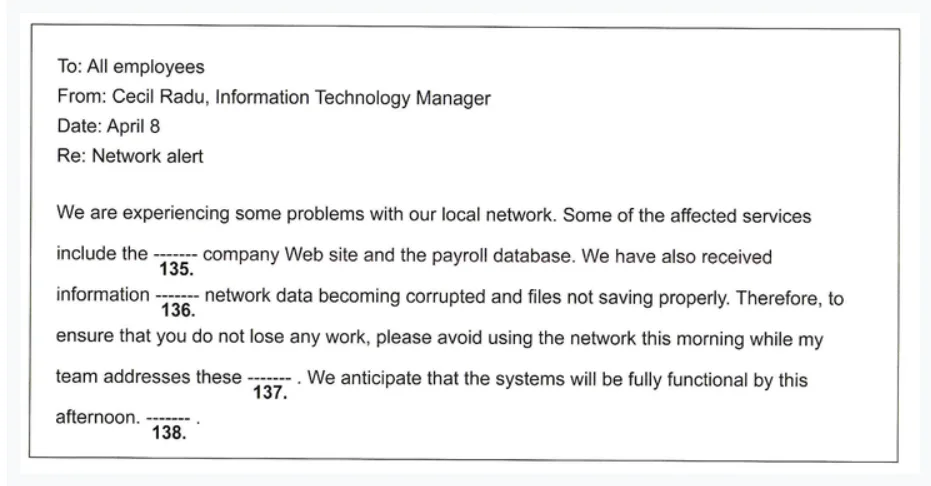 To: All employees
From: Cecil Radu, Information Technology Manager
Date: April 8
Re: Network alert
We are experiencing some problems with our local network. Some of the affected services
include the ------- company Web site and the payroll database. We have also received
135.
information ------- network data becoming corrupted and files not saving properly. Therefore, to
136.
ensure that you do not lose any work, please avoid using the network this morning while my
team addresses these ------- . We anticipate that the systems will be fully functional by this
137.
afternoon. ------- .
138.